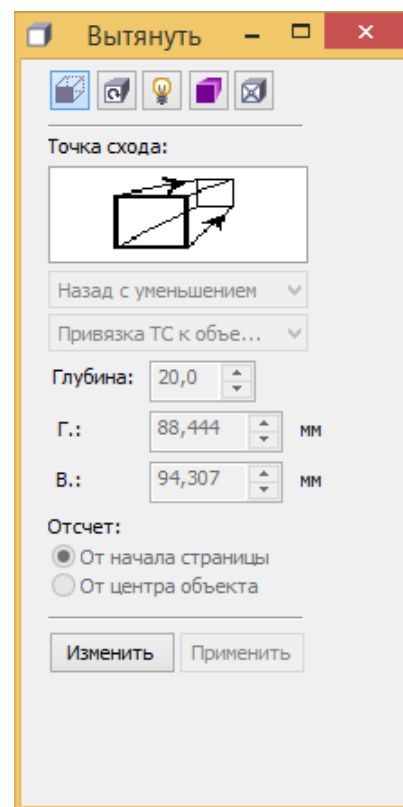 Вытянуть
Точка схода:
Назад с уменьшением
Привязка ТС к объе...
Глубина: 20,0
Г.: 88,444 мм
В.: 94,307 мм
Отсчет:
От начала страницы
От центра объекта
Изменить Применить